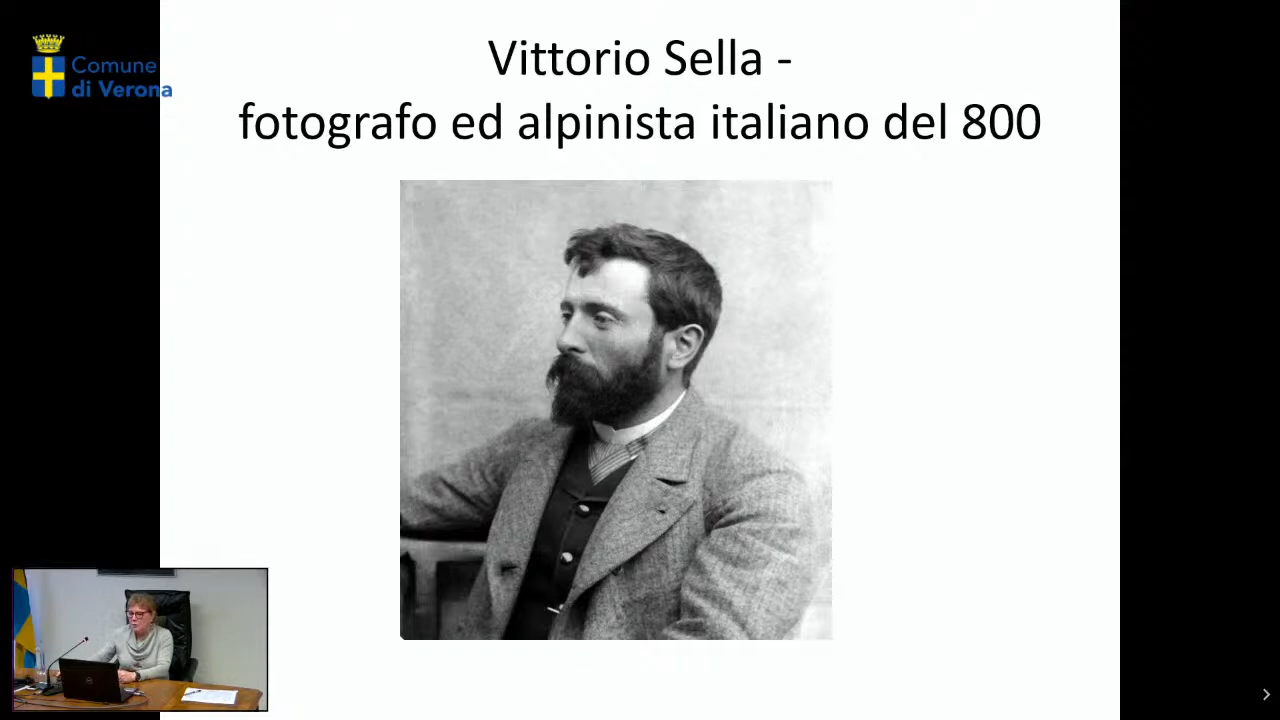 Comune
di Verona
Vittorio Sella -
fotografo ed alpinista italiano del 800